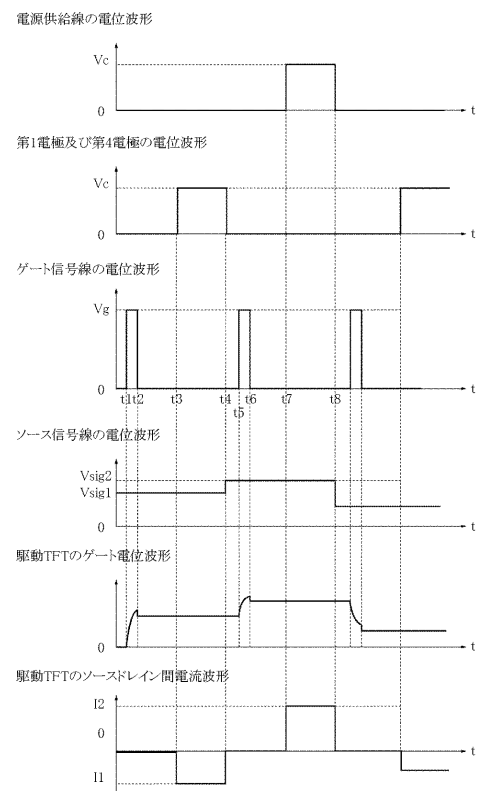 電源供給線の電位波形
Vc
0
t
第1電極及び第4電極の電位波形
Vc
0
t
ゲート信号線の電位波形
Vg
0
t
t1 t2 t3 t4 t5 t6 t7 t8
ソース信号線の電位波形
Vsig2
Vsig1
0
t
駆動TFTのゲート電位波形
0
t
駆動TFTのソースドレイン間電流波形
I2
0
t
I1